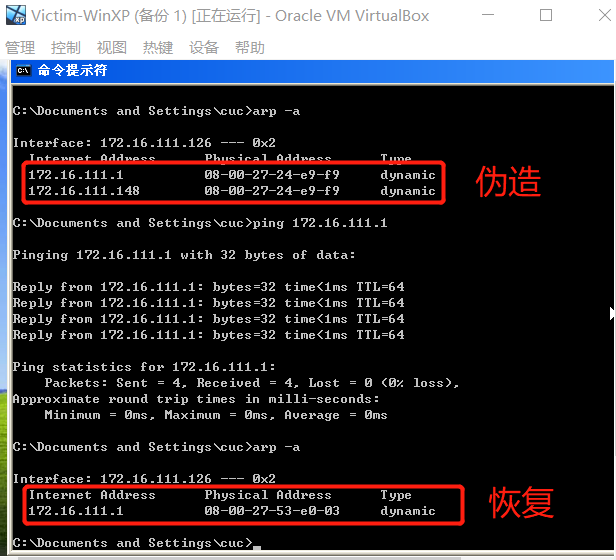 Victim-WinXP (备份 1) [正在运行] - Oracle VM VirtualBox
管理 控制 视图 热键 设备 帮助
命令提示符
C:\Documents and Settings\cuc>arp -a
Interface: 172.16.111.126 --- 0x2
Internet Address Physical Address Type
172.16.111.1 08-00-27-24-e9-f9 dynamic
172.16.111.148 08-00-27-24-e9-f9 dynamic
伪造
C:\Documents and Settings\cuc>ping 172.16.111.1
Pinging 172.16.111.1 with 32 bytes of data:
Reply from 172.16.111.1: bytes=32 time<1ms TTL=64
Reply from 172.16.111.1: bytes=32 time<1ms TTL=64
Reply from 172.16.111.1: bytes=32 time<1ms TTL=64
Reply from 172.16.111.1: bytes=32 time<1ms TTL=64
Ping statistics for 172.16.111.1:
Packets: Sent = 4, Received = 4, Lost = 0 (0% loss),
Approximate round trip times in milli-seconds:
Minimum = 0ms, Maximum = 0ms, Average = 0ms
C:\Documents and Settings\cuc>arp -a
Interface: 172.16.111.126 --- 0x2
Internet Address Physical Address Type
172.16.111.1 08-00-27-53-e0-03 dynamic
恢复
C:\Documents and Settings\cuc>